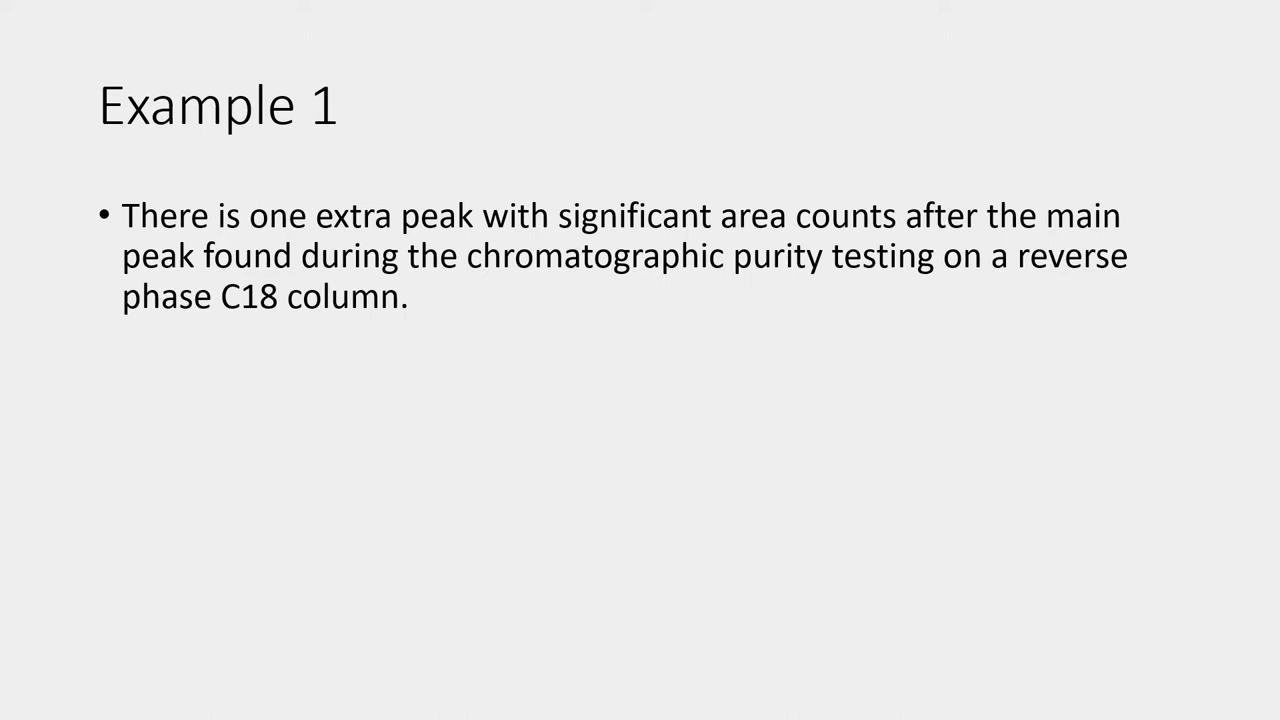 Example 1
• There is one extra peak with significant area counts after the main
peak found during the chromatographic purity testing on a reverse
phase C18 column.